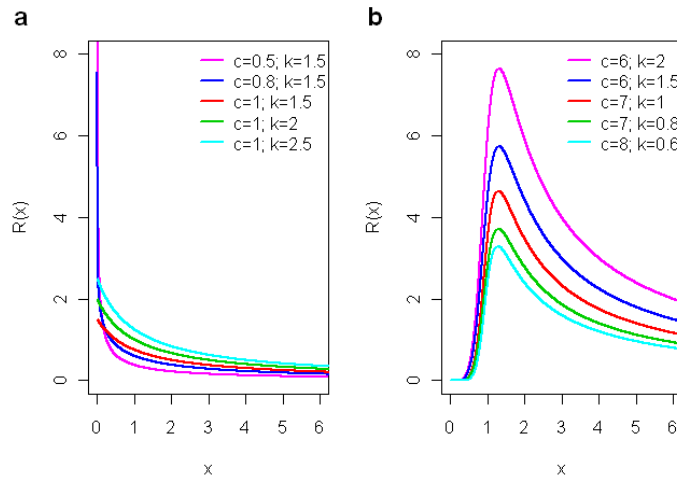 a
c=0.5; k=1.5
c=0.8; k=1.5
c=1; k=1.5
c=1; k=2
c=1; k=2.5
R(x)
0
2
4
6
8
0 1 2 3 4 5 6
x
b
c=6; k=2
c=6; k=1.5
c=7; k=1
c=7; k=0.8
c=8; k=0.6
R(x)
0
2
4
6
8
0 1 2 3 4 5 6
x